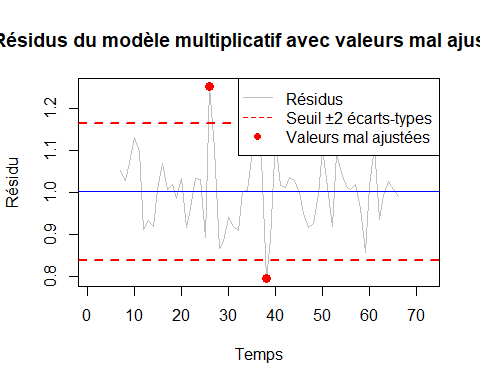 Résidus du modèle multiplicatif avec valeurs mal ajus
Résidus
Seuil ±2 écarts-types
Valeurs mal ajustées
Résidu
1.2
1.1
1.0
0.9
0.8
0 10 20 30 40 50 60 70
Temps